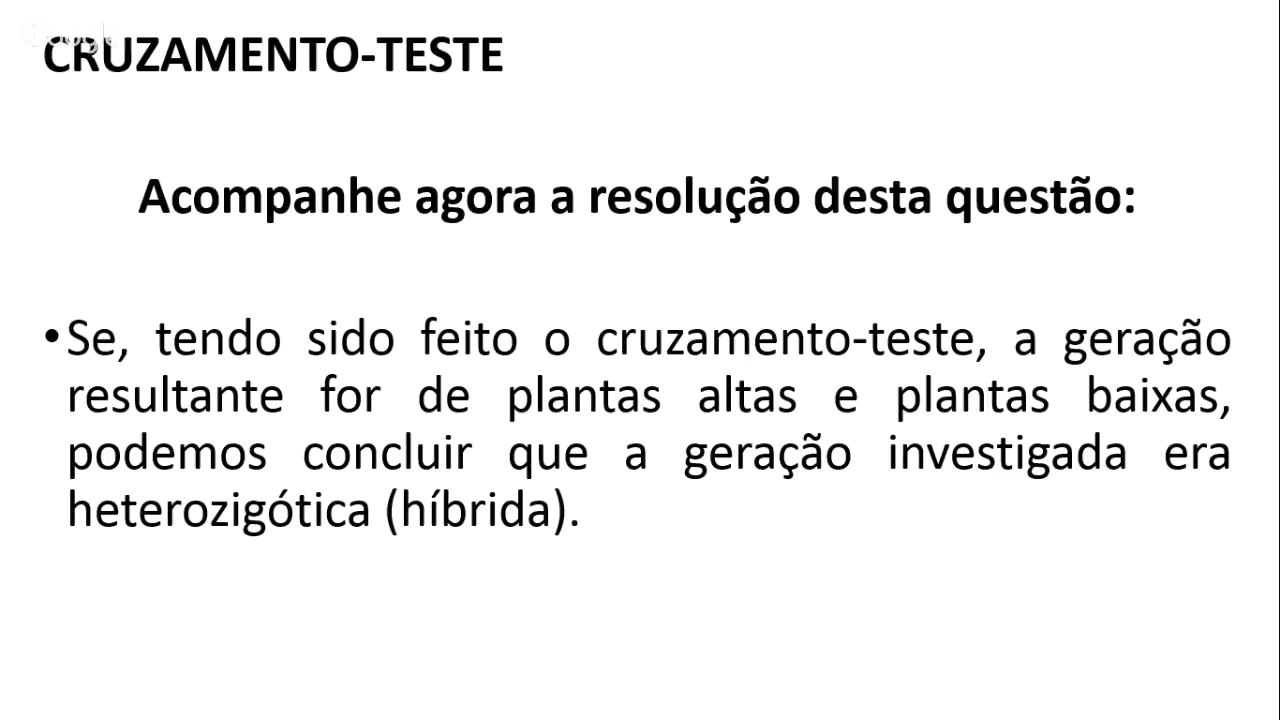 Google
CRUZAMENTO-TESTE
Acompanhe agora a resolução desta questão:
•Se, tendo sido feito o cruzamento-teste, a geração
resultante for de plantas altas e plantas baixas,
podemos concluir que a geração investigada era
heterozigótica (híbrida).